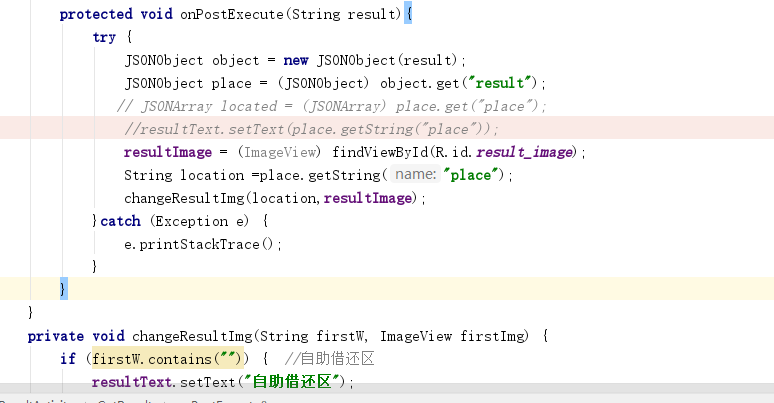 protected void onPostExecute(String result){
try {
JSONObject object = new JSONObject(result);
JSONObject place = (JSONObject) object.get("result");
// JSONArray located = (JSONArray) place.get("place");
//resultText.setText(place.getString("place"));
resultImage = (ImageView) findViewById(R.id.result_image);
String location =place.getString( name: "place");
changeResultImg(location,resultImage);
}catch (Exception e) {
e.printStackTrace();
}
}
}
private void changeResultImg(String firstW, ImageView firstImg) {
if (firstW.contains("")) { //自助借还区
resultText.setText("自助借还区");